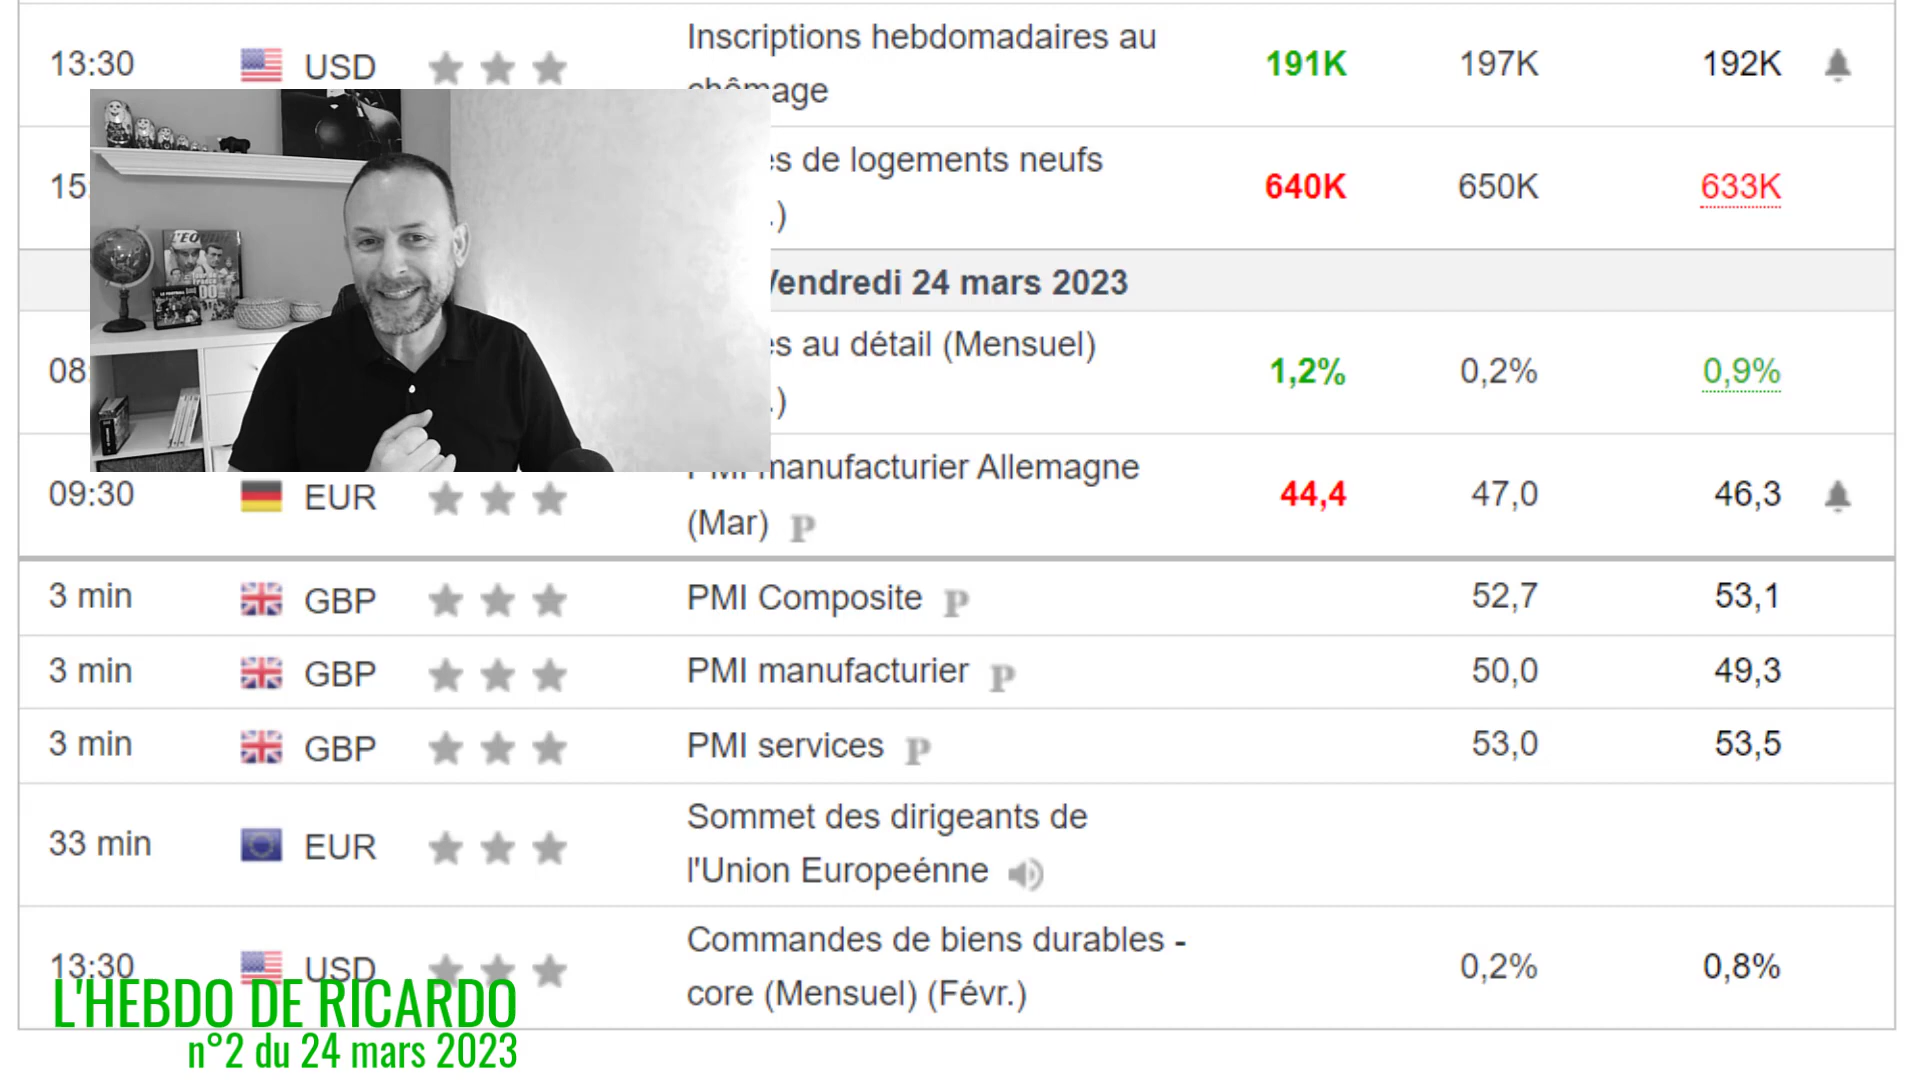 Inscriptions hebdomadaires au
13:30 USD 191K 197K 192K
chômage
de logements neufs
15 640K 650K 633K
.)
Vendredi 24 mars 2023
au détail (Mensuel)
08 1,2% 0,2% 0,9%
.)
PMI manufacturier Allemagne
09:30 EUR 44,4 47,0 46,3
(Mar) P
3 min GBP PMI Composite P 52,7 53,1
3 min GBP PMI manufacturier P 50,0 49,3
3 min GBP PMI services P 53,0 53,5
Sommet des dirigeants de
33 min EUR
l'Union Europeénne
Commandes de biens durables -
13:30 USD 0,2% 0,8%
core (Mensuel) (Févr.)
L'HEBDO DE RICARDO
n°2 du 24 mars 2023
L'EQUIPE